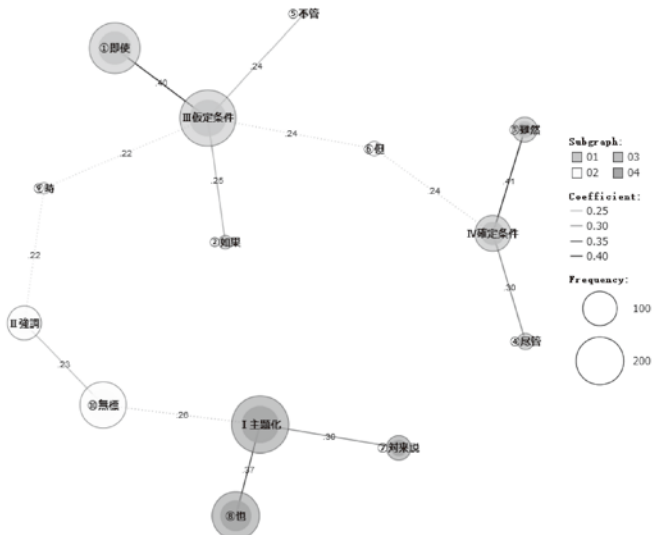 ⑤不管
①即使
.24
.40
Ⅲ仮定条件
.24
⑥但
③雖然
.22
.24
.41
⑨時
.25
②如果
Ⅳ確定条件
.22
.30
Ⅱ強調
④尽管
.23
⑩無標
.26
Ⅰ主題化
.36
⑦対来説
.37
⑧也
Subgraph:
01 03
02 04
Coefficient:
0.25
0.30
0.35
0.40
Frequency:
100
200